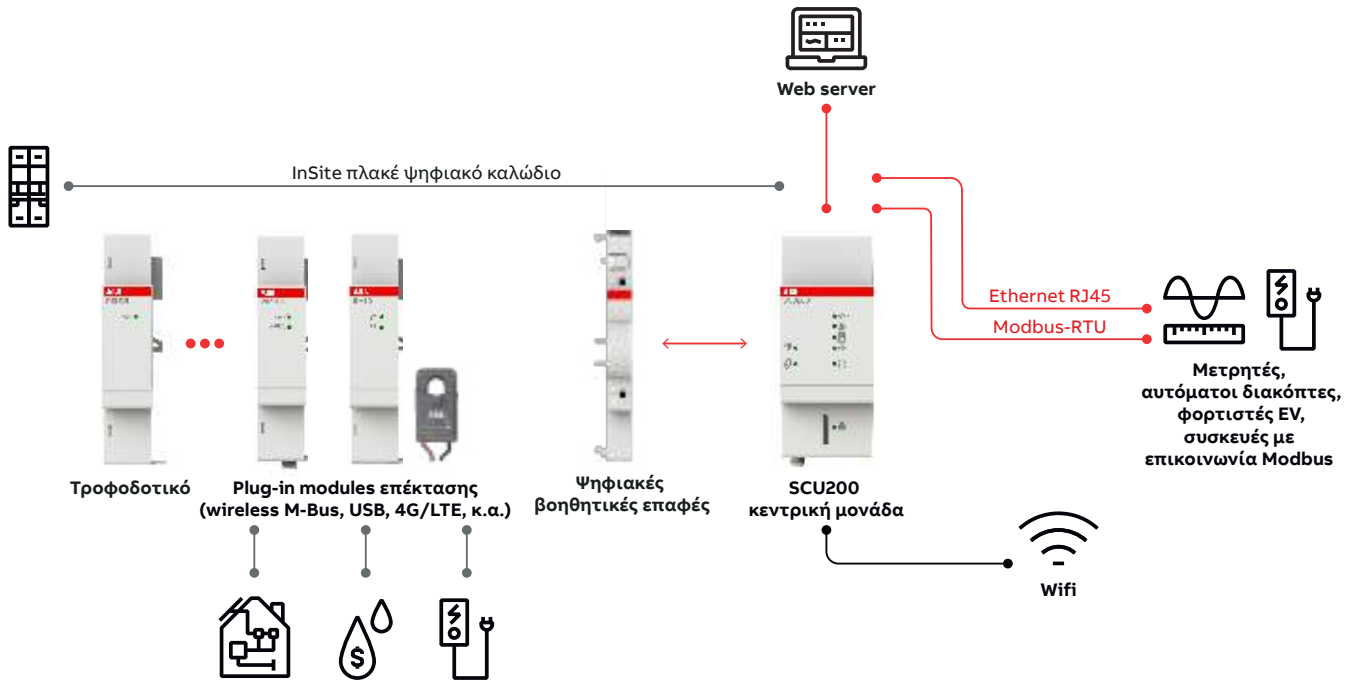 Web server
InSite πλακέ ψηφιακό καλώδιο
Ethernet RJ45
Modbus-RTU
Μετρητές,
αυτόματοι διακόπτες,
φορτιστές EV,
συσκευές με
επικοινωνία Modbus
Τροφοδοτικό
Plug-in modules επέκτασης
(wireless M-Bus, USB, 4G/LTE, κ.α.)
Ψηφιακές
βοηθητικές επαφές
SCU200
κεντρική μονάδα
Wifi
$